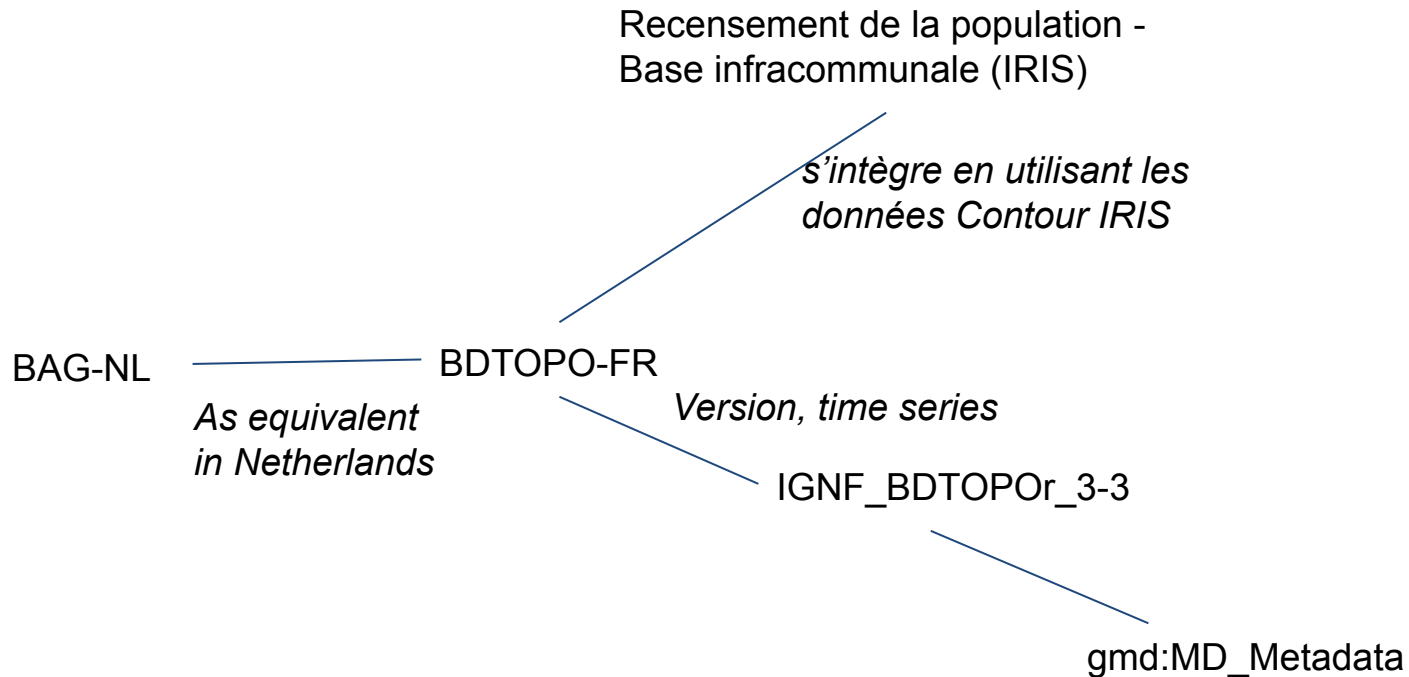 Recensement de la population -
Base infracommunale (IRIS)
s’intègre en utilisant les
données Contour IRIS
BAG-NL
BDTOPO-FR
As equivalent
in Netherlands
Version, time series
IGNF_BDTOPOr_3-3
gmd:MD_Metadata